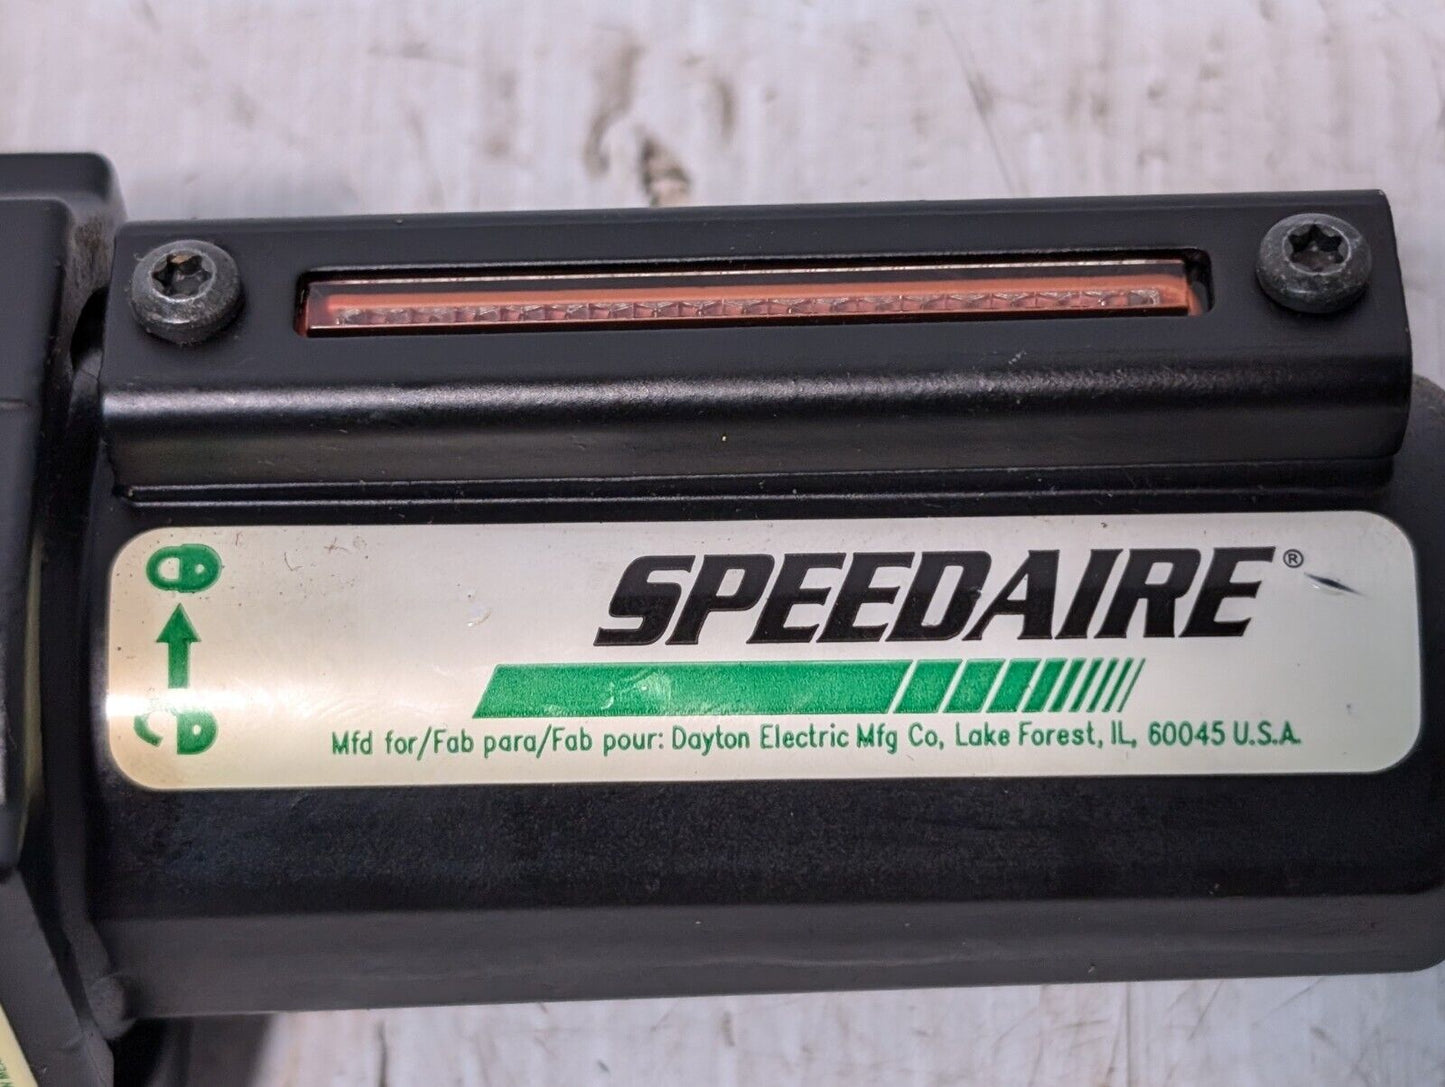 SPEEDAIRE®
Mfd for/Fab para/Fab pour: Dayton Electric Mfg Co, Lake Forest, IL, 60045 U.S.A.